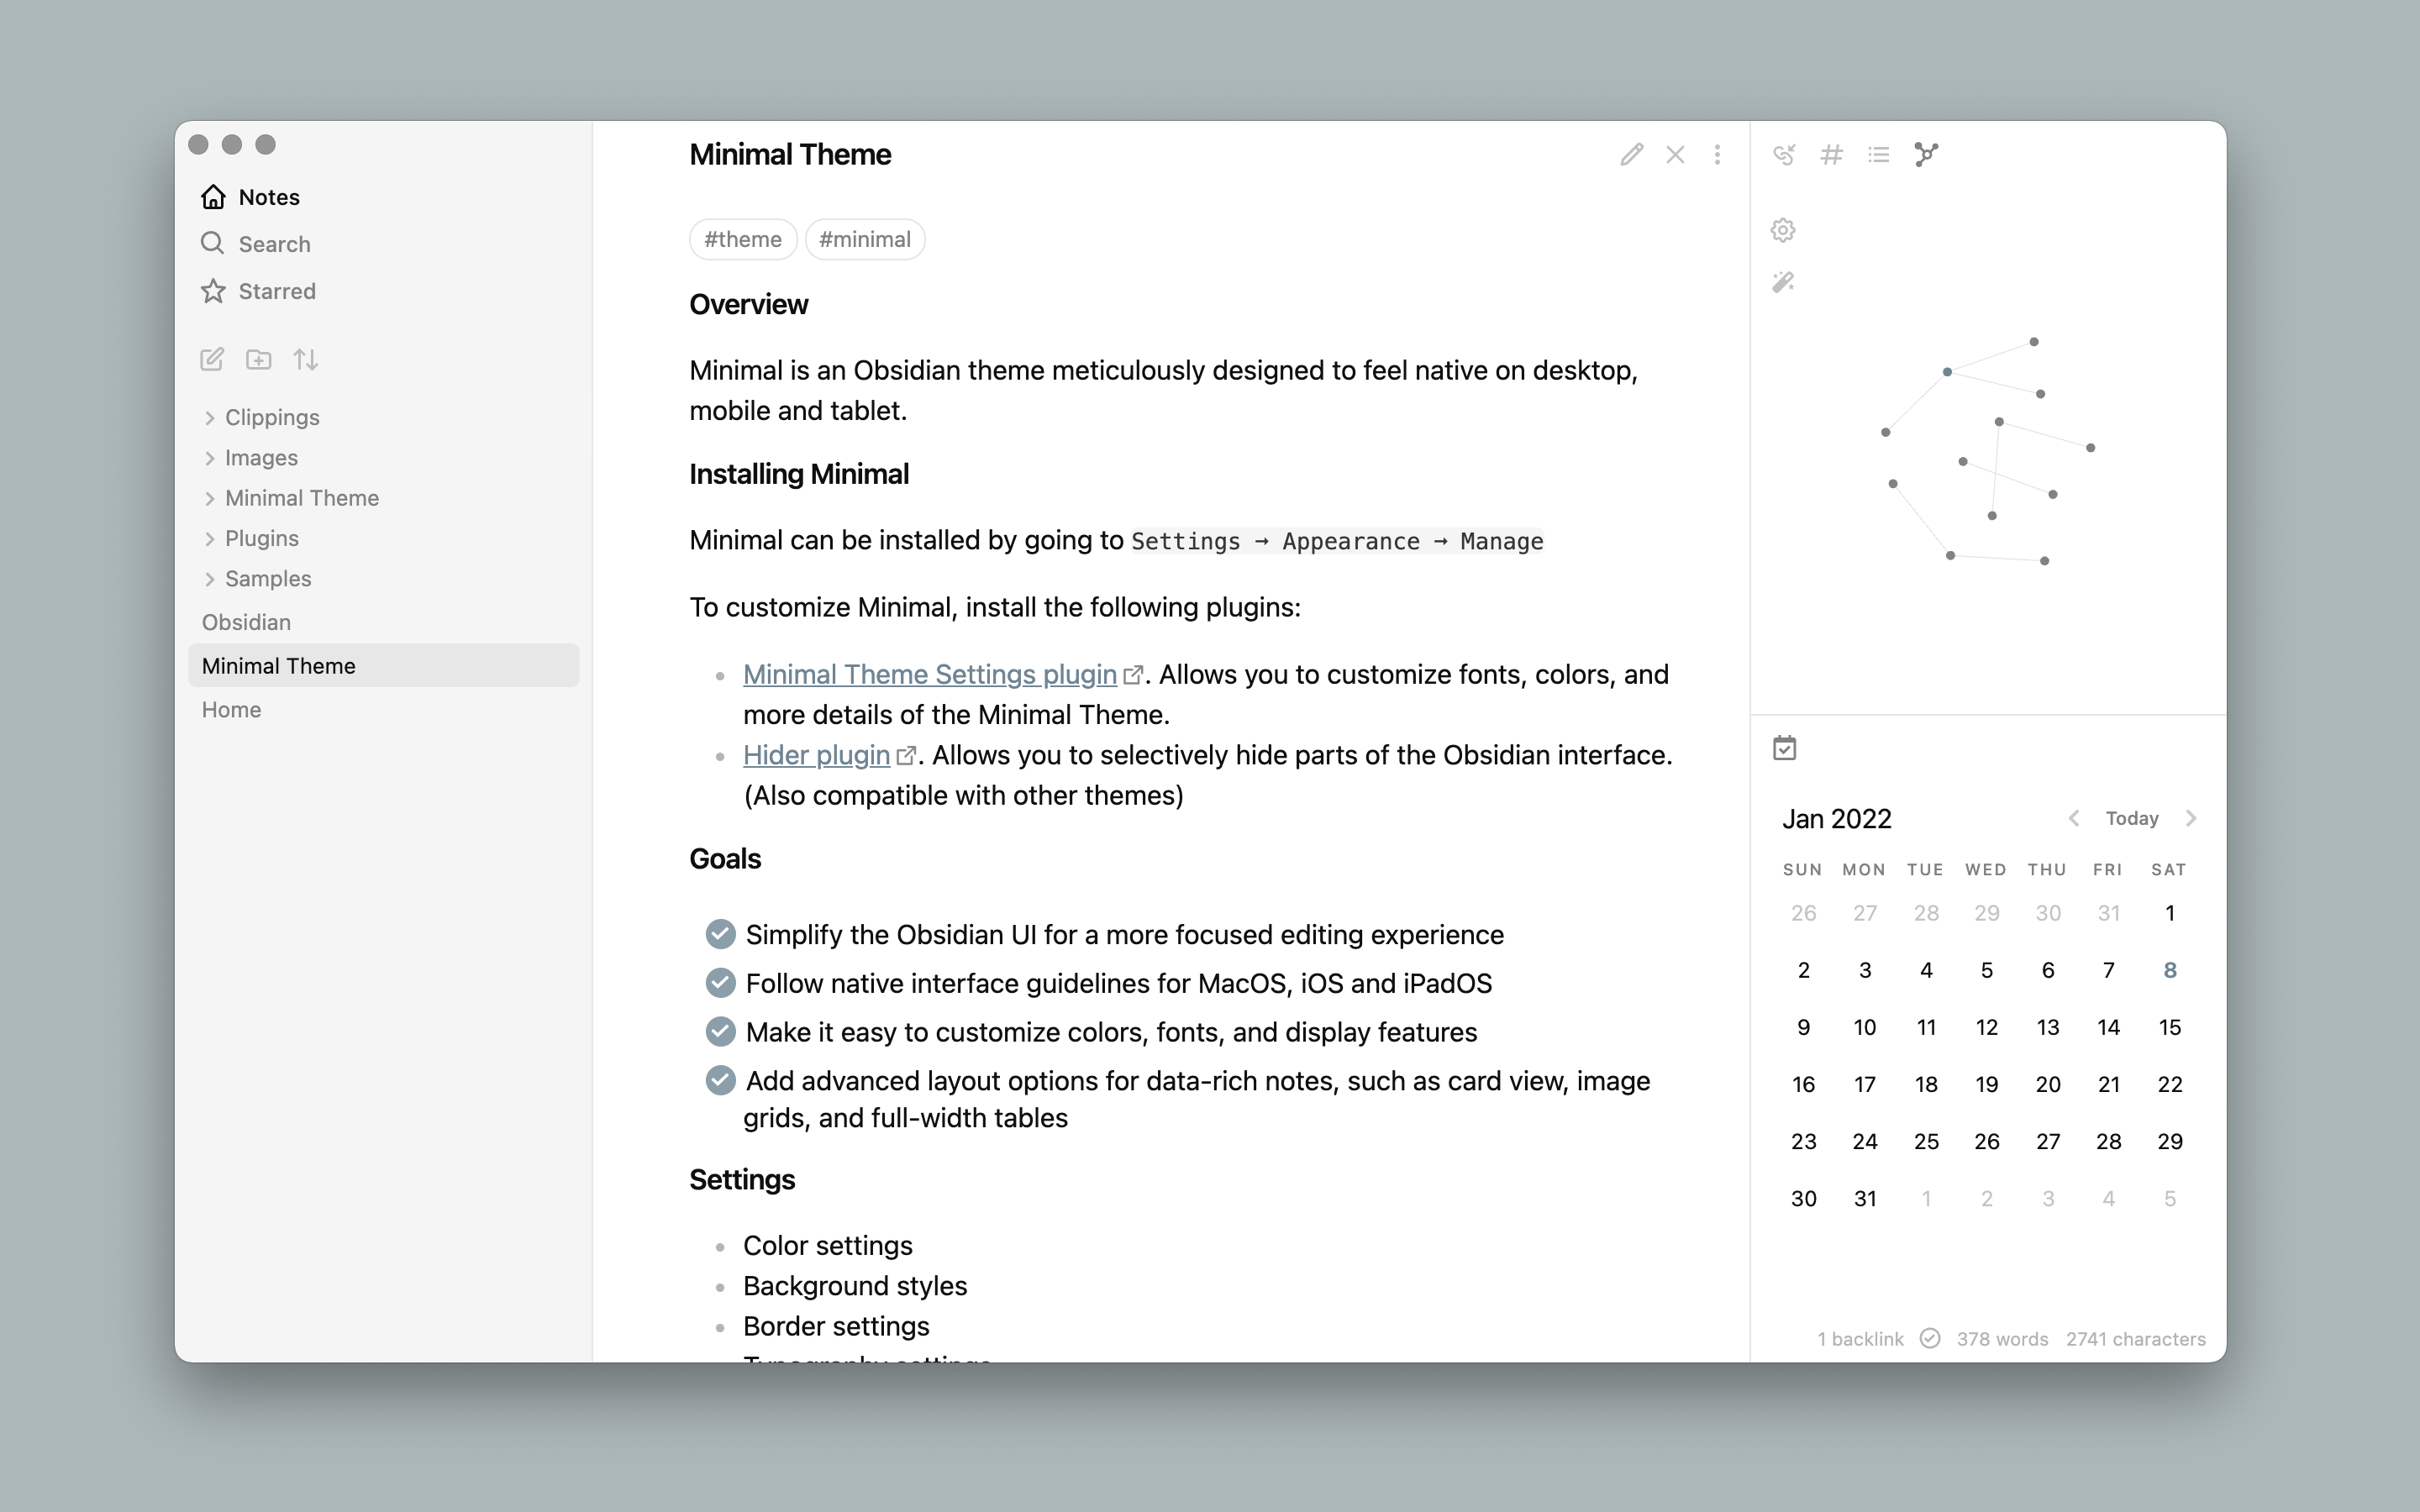 Notes
Search
Starred
Clippings
Images
Minimal Theme
Plugins
Samples
Obsidian
Minimal Theme
Home
Minimal Theme
#theme #minimal
Overview
Minimal is an Obsidian theme meticulously designed to feel native on desktop,
mobile and tablet.
Installing Minimal
Minimal can be installed by going to Settings → Appearance → Manage
To customize Minimal, install the following plugins:
Minimal Theme Settings plugin. Allows you to customize fonts, colors, and
more details of the Minimal Theme.
Hider plugin. Allows you to selectively hide parts of the Obsidian interface.
(Also compatible with other themes)
Goals
Simplify the Obsidian UI for a more focused editing experience
Follow native interface guidelines for MacOS, iOS and iPadOS
Make it easy to customize colors, fonts, and display features
Add advanced layout options for data-rich notes, such as card view, image
grids, and full-width tables
Settings
Color settings
Background styles
Border settings
Typography settings
Jan 2022 Today
SUN MON TUE WED THU FRI SAT
26 27 28 29 30 31 1
2 3 4 5 6 7 8
9 10 11 12 13 14 15
16 17 18 19 20 21 22
23 24 25 26 27 28 29
30 31 1 2 3 4 5
1 backlink 378 words 2741 characters